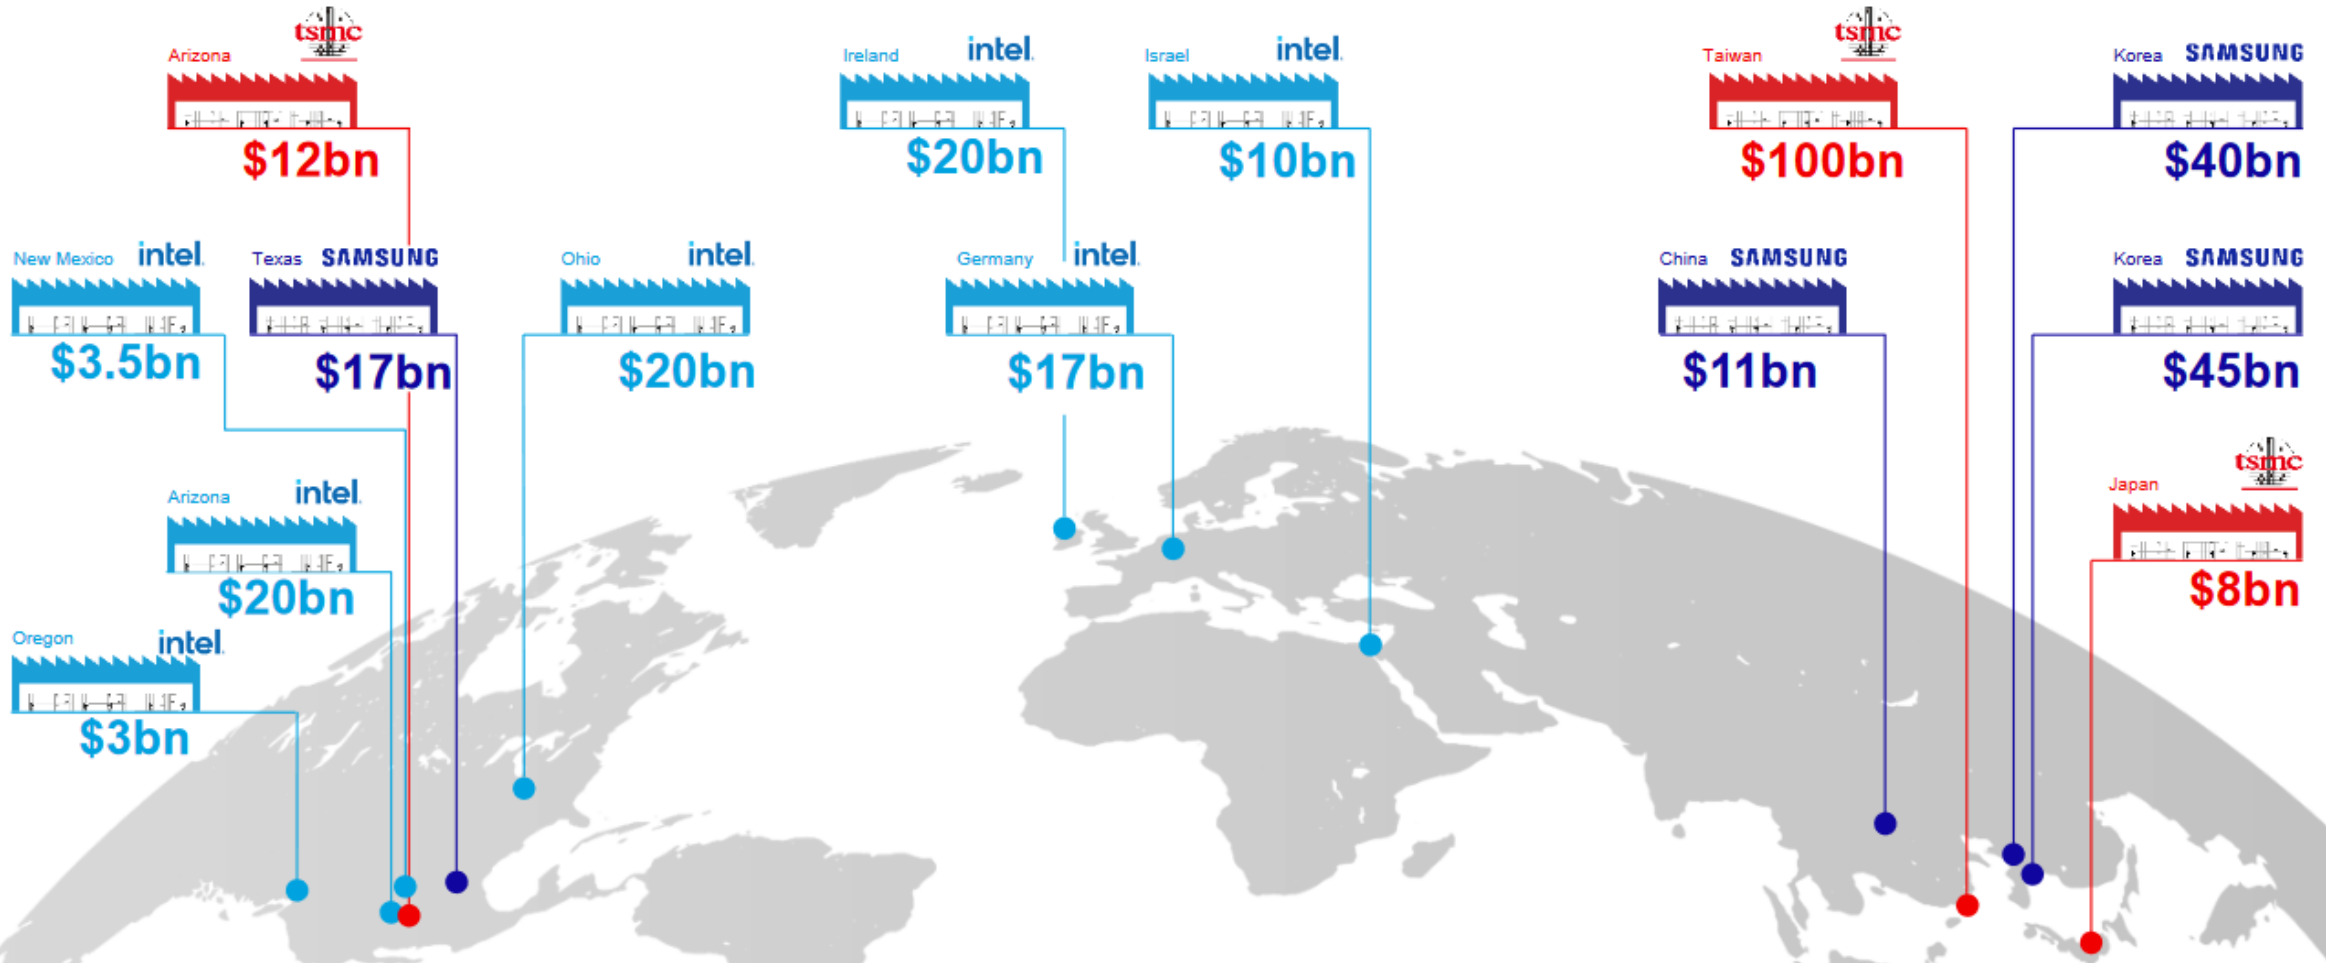 Arizona tsmc
$12bn
Ireland intel.
$20bn
Israel intel.
$10bn
Taiwan tsmc
$100bn
Korea SAMSUNG
$40bn
New Mexico intel.
$3.5bn
Texas SAMSUNG
$17bn
Ohio intel.
$20bn
Germany intel.
$17bn
China SAMSUNG
$11bn
Korea SAMSUNG
$45bn
Arizona intel.
$20bn
Japan tsmc
$8bn
Oregon intel.
$3bn